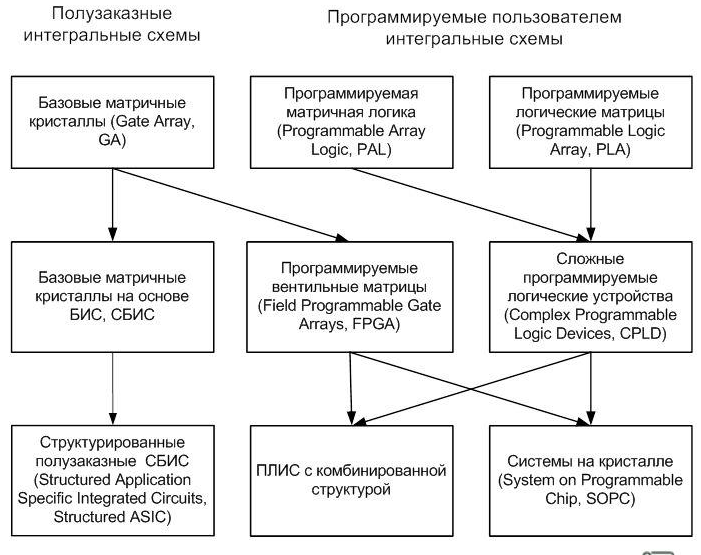 Полузаказные
интегральные схемы
Программируемые пользователем
интегральные схемы
Базовые матричные
кристаллы (Gate Array,
GA)
Программируемая
матричная логика
(Programmable Array
Logic, PAL)
Программируемые
логические матрицы
(Programmable Logic
Array, PLA)
Базовые матричные
кристаллы на основе
БИС, СБИС
Программируемые
вентильные матрицы
(Field Programmable Gate
Arrays, FPGA)
Сложные
программируемые
логические устройства
(Complex Programmable
Logic Devices, CPLD)
Структурированные
полузаказные СБИС
(Structured Application
Specific Integrated Circuits,
Structured ASIC)
ПЛИС с комбинированной
структурой
Системы на кристалле
(System on Programmable
Chip, SOPC)